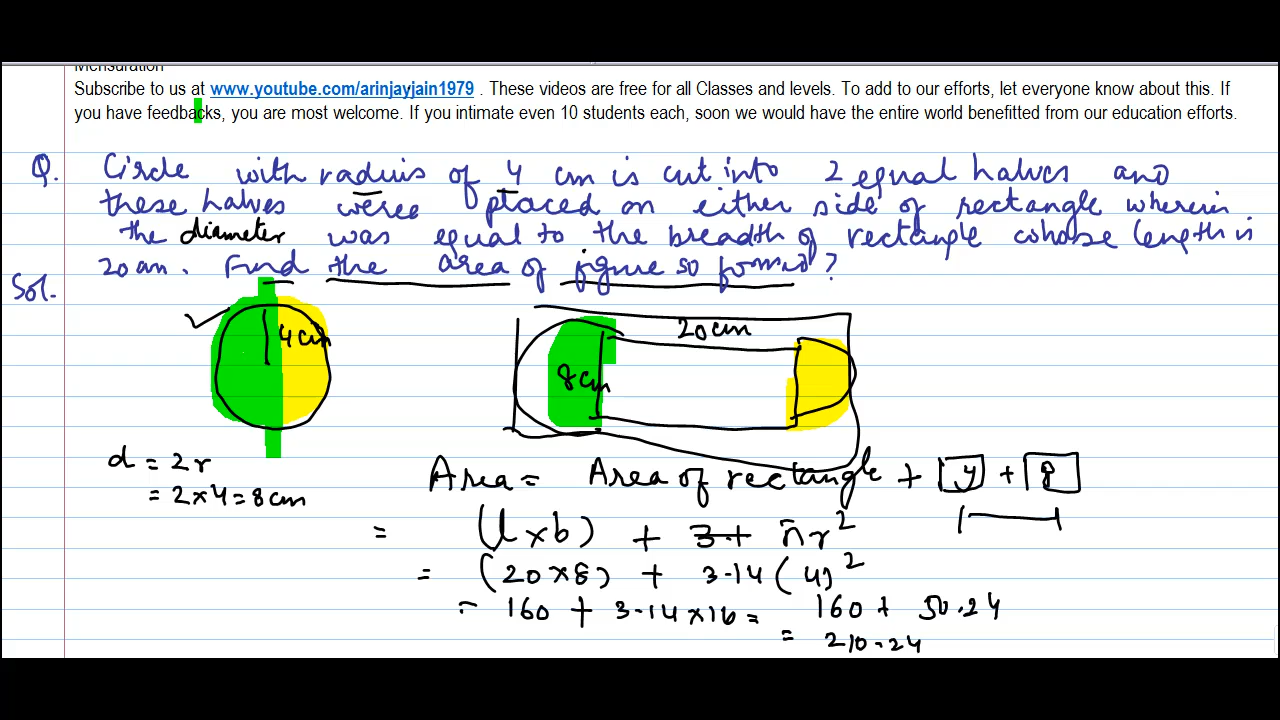 Mensuration
Subscribe to us at www.youtube.com/arinjayjain1979 . These videos are free for all Classes and levels. To add to our efforts, let everyone know about this. If
you have feedbacks, you are most welcome. If you intimate even 10 students each, soon we would have the entire world benefitted from our education efforts.
Q. Circle with radius of 4 cm is cut into 2 equal halves and
these halves were placed on either side of rectangle wherein
the diameter was equal to the breadth of rectangle whose length is
20cm. Find the area of figure so formed?
Sol.
4cm
20cm
8cm
d = 2r
= 2×4=8cm
Area = Area of rectangle + y + g
= (l×b) + 3+ πr²
= (20×8) + 3.14(4)²
= 160 + 3.14×16 = 160 + 50.24
= 210.24